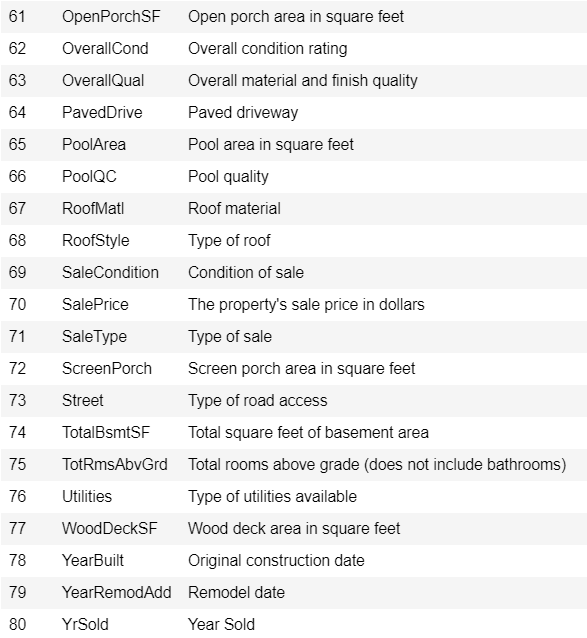 61 OpenPorchSF Open porch area in square feet
62 OverallCond Overall condition rating
63 OverallQual Overall material and finish quality
64 PavedDrive Paved driveway
65 PoolArea Pool area in square feet
66 PoolQC Pool quality
67 RoofMatl Roof material
68 RoofStyle Type of roof
69 SaleCondition Condition of sale
70 SalePrice The property's sale price in dollars
71 SaleType Type of sale
72 ScreenPorch Screen porch area in square feet
73 Street Type of road access
74 TotalBsmtSF Total square feet of basement area
75 TotRmsAbvGrd Total rooms above grade (does not include bathrooms)
76 Utilities Type of utilities available
77 WoodDeckSF Wood deck area in square feet
78 YearBuilt Original construction date
79 YearRemodAdd Remodel date
80 YrSold Year Sold